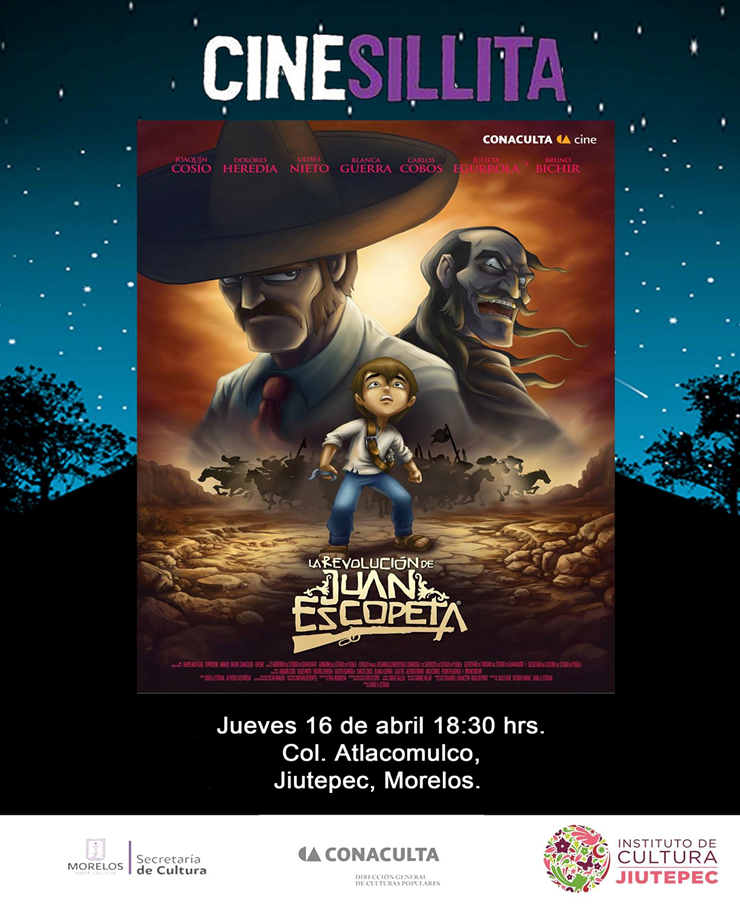 CINESILLITA
CONACULTA cine
JOAQUÍN COSÍO DOLORES HEREDIA ULISES NIETO BLANCA GUERRA CARLOS COBOS JULIETA EGURROLA Y BRUNO BICHIR
LA REVOLUCIÓN DE
JUAN
ESCOPETA
Jueves 16 de abril 18:30 hrs.
Col. Atlacomulco,
Jiutepec, Morelos.
MORELOS
Secretaría
de Cultura
CONACULTA
DIRECCIÓN GENERAL
DE CULTURAS POPULARES
INSTITUTO DE
CULTURA
JIUTEPEC